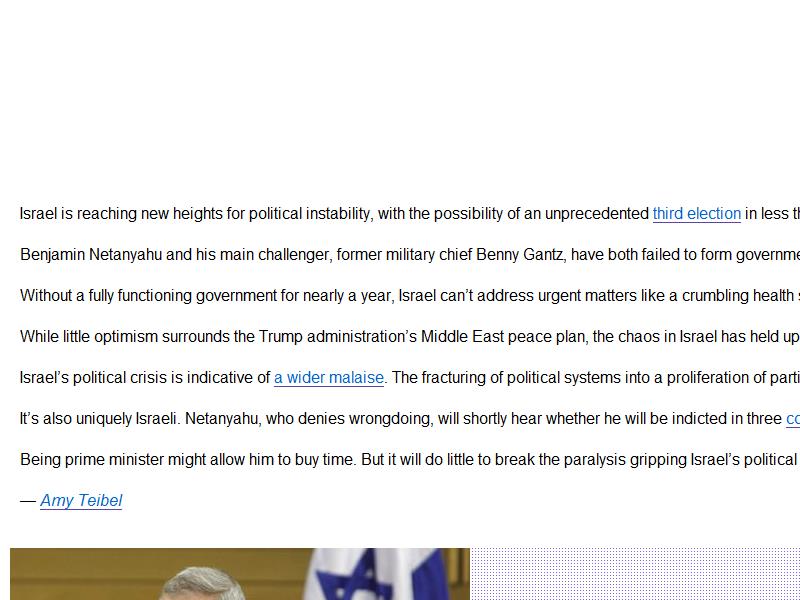 Israel is reaching new heights for political instability, with the possibility of an unprecedented third election in less
Benjamin Netanyahu and his main challenger, former military chief Benny Gantz, have both failed to form
Without a fully functioning government for nearly a year, Israel can’t address urgent matters like a crumbling health
While little optimism surrounds the Trump administration’s Middle East peace plan, the chaos in Israel has held up
Israel’s political crisis is indicative of a wider malaise. The fracturing of political systems into a proliferation of
It’s also uniquely Israeli. Netanyahu, who denies wrongdoing, will shortly hear whether he will be indicted in three
Being prime minister might allow him to buy time. But it will do little to break the paralysis gripping Israel’s political
— Amy Teibel